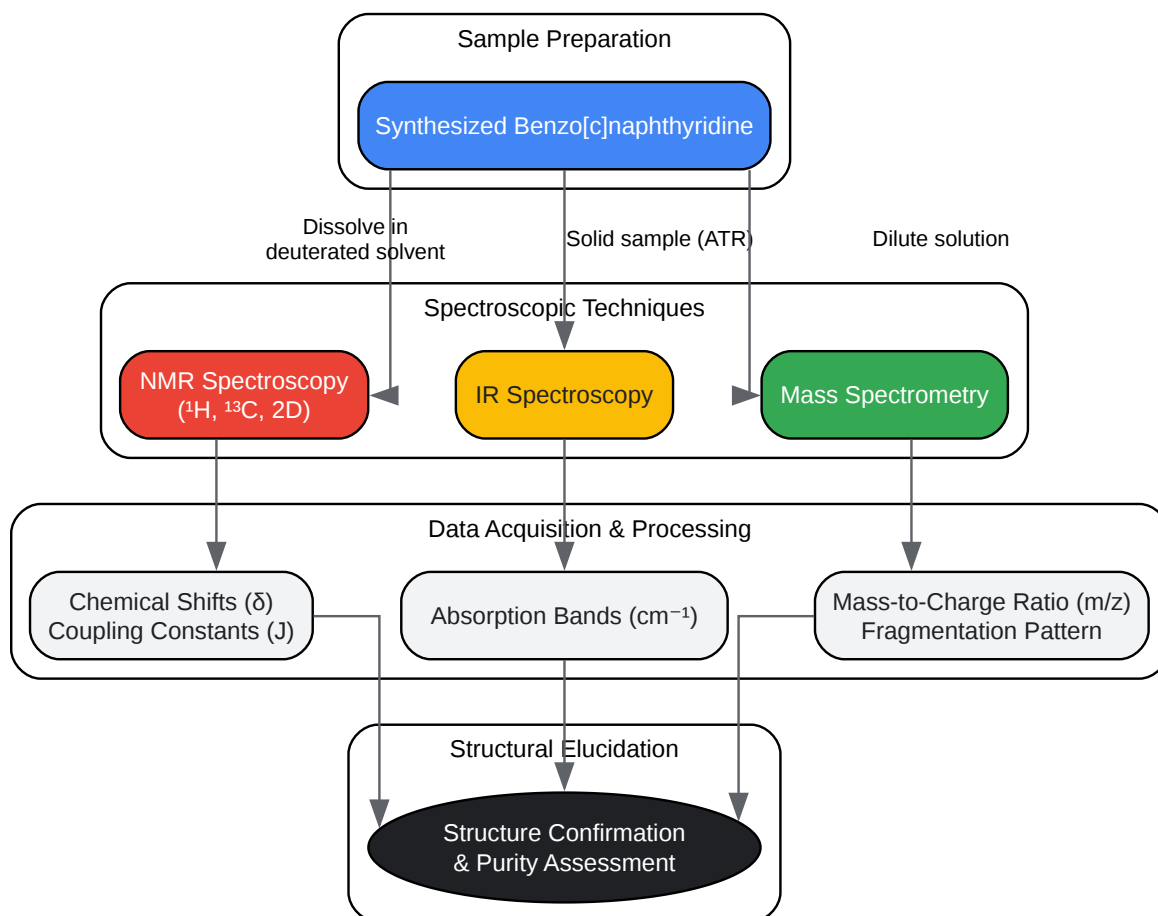 Sample Preparation
Synthesized Benzo[c]naphthyridine
Dissolve in
deuterated solvent
Solid sample (ATR)
Dilute solution
Spectroscopic Techniques
NMR Spectroscopy
(¹H, ¹³C, 2D)
IR Spectroscopy
Mass Spectrometry
Data Acquisition & Processing
Chemical Shifts (δ)
Coupling Constants (J)
Absorption Bands (cm⁻¹)
Mass-to-Charge Ratio (m/z)
Fragmentation Pattern
Structural Elucidation
Structure Confirmation
& Purity Assessment